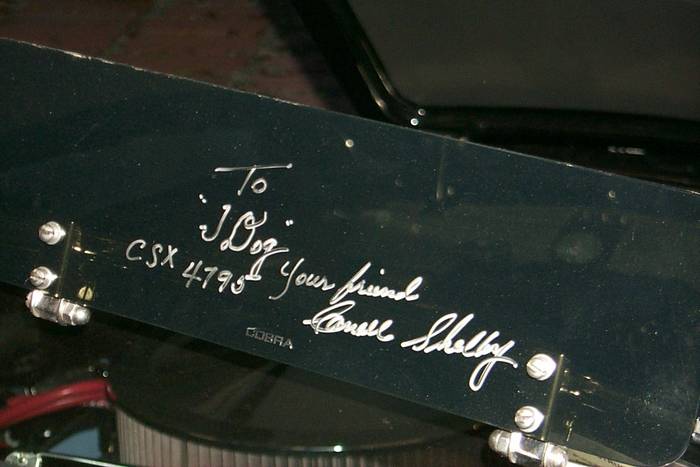 To
"J Dog"
CSX
4795
Your friend
Carroll Shelby
COBRA